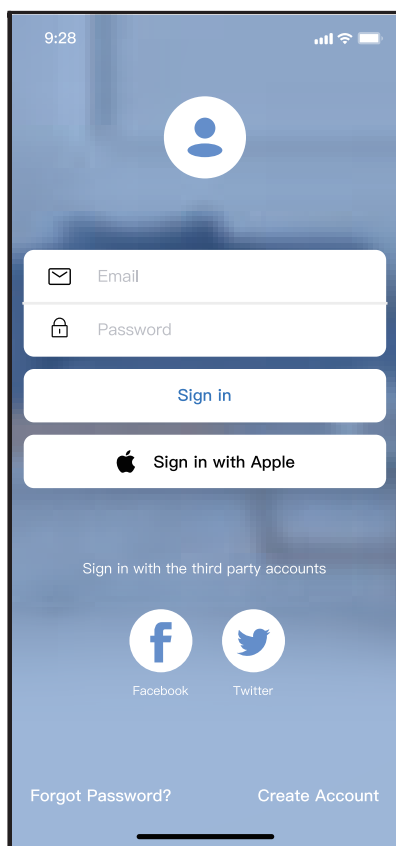 9:28
Email
Password
Sign in
Sign in with Apple
Sign in with the third party accounts
Facebook Twitter
Forgot Password? Create Account